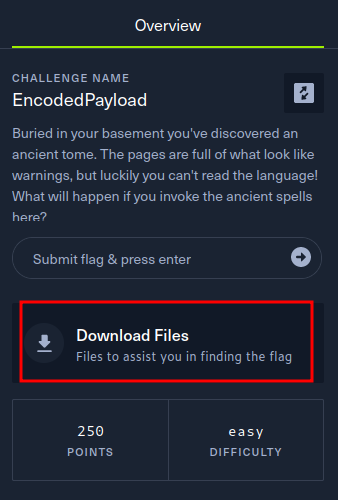 Overview
CHALLENGE NAME
EncodedPayload
Buried in your basement you've discovered an
ancient tome. The pages are full of what look like
warnings, but luckily you can't read the language!
What will happen if you invoke the ancient spells
here?
Submit flag & press enter
Download Files
Files to assist you in finding the flag
250
POINTS
easy
DIFFICULTY